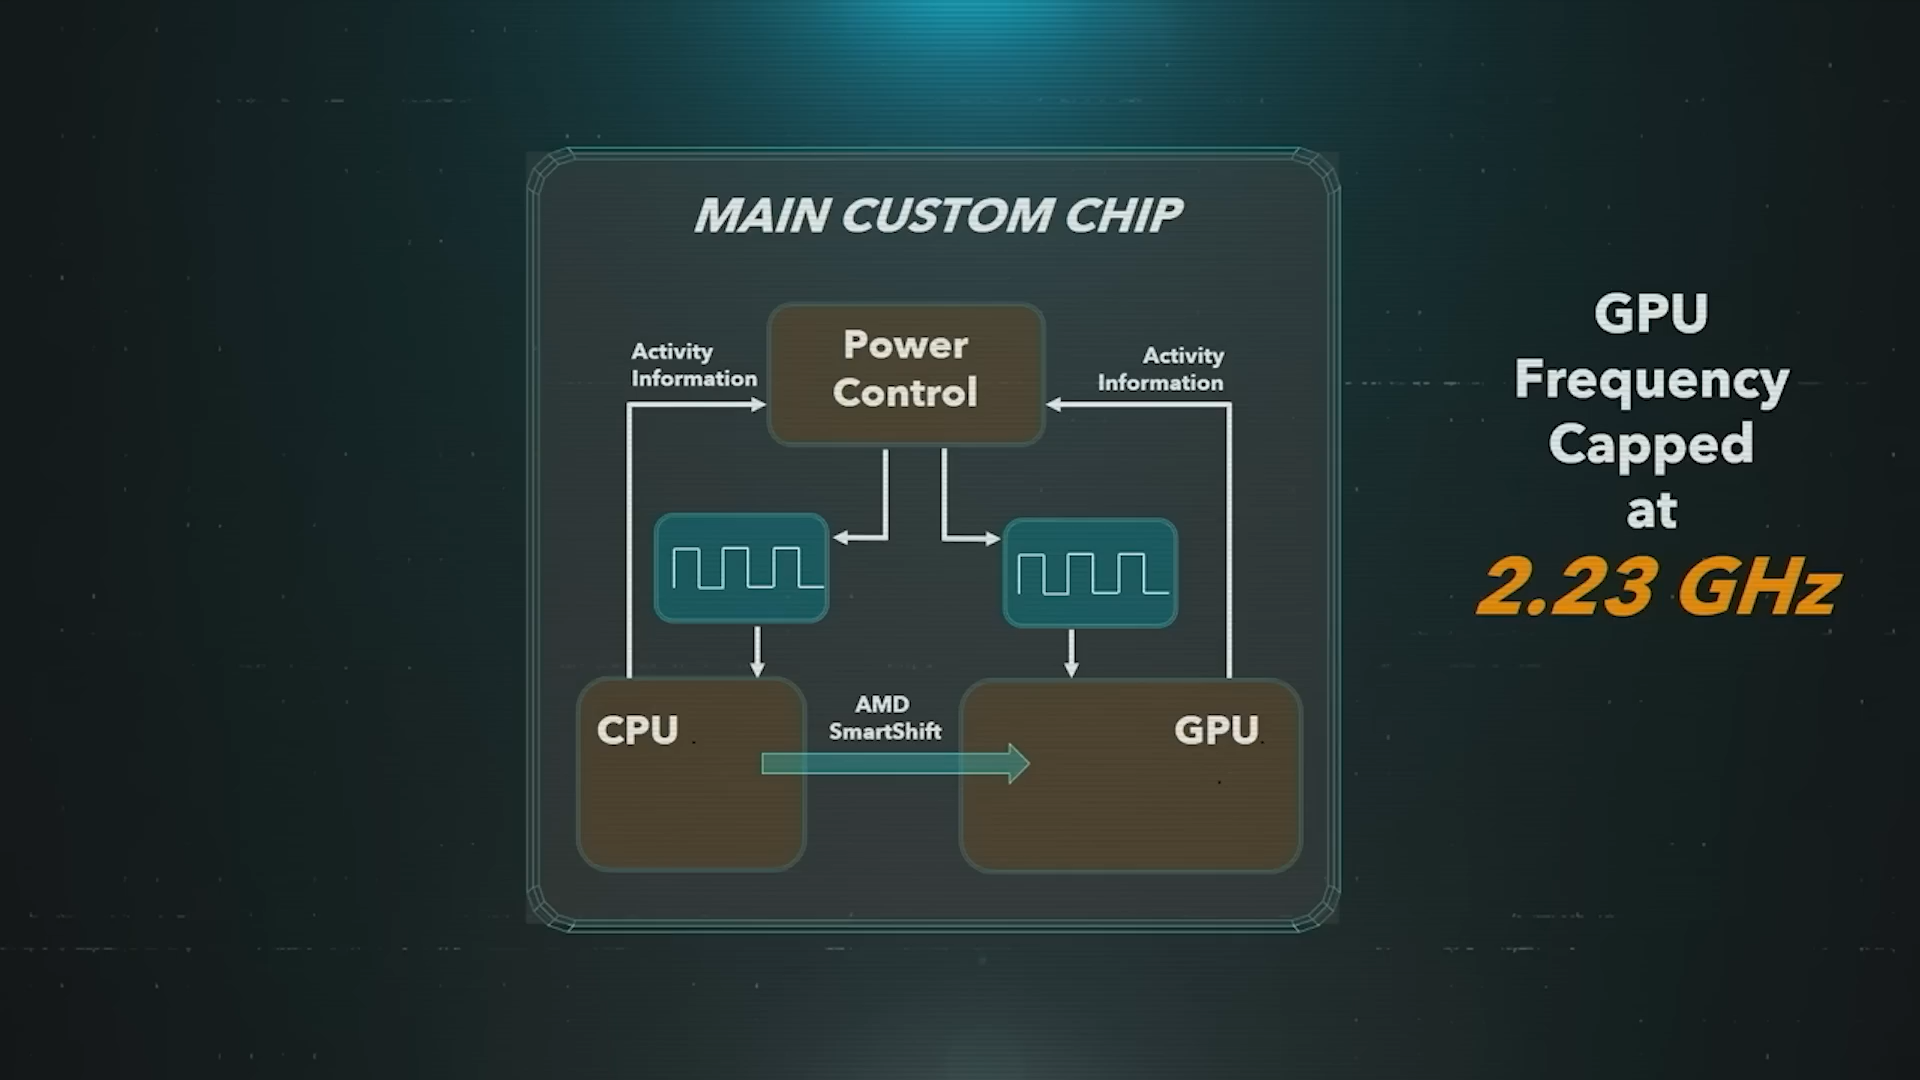 MAIN CUSTOM CHIP
Power
Control
Activity
Information
Activity
Information
CPU
AMD
SmartShift
GPU
GPU
Frequency
Capped
at
2.23 GHz